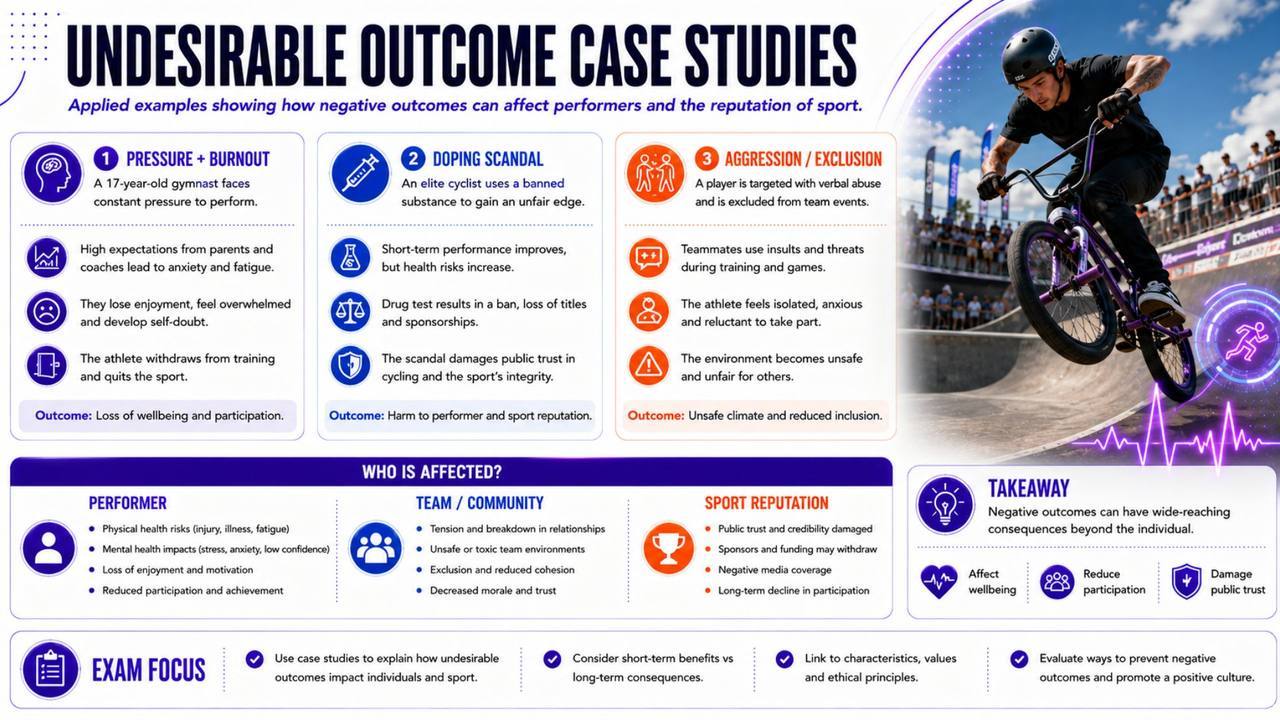 UNDESIRABLE OUTCOME CASE STUDIES
Applied examples showing how negative outcomes can affect performers and the reputation of sport.
1 PRESSURE + BURNOUT
A 17-year-old gymnast faces
constant pressure to perform.
High expectations from parents and
coaches lead to anxiety and fatigue.
They lose enjoyment, feel overwhelmed
and develop self-doubt.
The athlete withdraws from training
and quits the sport.
Outcome: Loss of wellbeing and participation.
2 DOPING SCANDAL
An elite cyclist uses a banned
substance to gain an unfair edge.
Short-term performance improves,
but health risks increase.
Drug test results in a ban, loss of titles
and sponsorships.
The scandal damages public trust in
cycling and the sport's integrity.
Outcome: Harm to performer and sport reputation.
3 AGGRESSION / EXCLUSION
A player is targeted with verbal abuse
and is excluded from team events.
Teammates use insults and threats
during training and games.
The athlete feels isolated, anxious
and reluctant to take part.
The environment becomes unsafe
and unfair for others.
Outcome: Unsafe climate and reduced inclusion.
WHO IS AFFECTED?
PERFORMER
• Physical health risks (injury, illness, fatigue)
• Mental health impacts (stress, anxiety, low confidence)
• Loss of enjoyment and motivation
• Reduced participation and achievement
TEAM / COMMUNITY
• Tension and breakdown in relationships
• Unsafe or toxic team environments
• Exclusion and reduced cohesion
• Decreased morale and trust
SPORT REPUTATION
• Public trust and credibility damaged
• Sponsors and funding may withdraw
• Negative media coverage
• Long-term decline in participation
TAKEAWAY
Negative outcomes can have wide-reaching
consequences beyond the individual.
Affect
wellbeing
Reduce
participation
Damage
public trust
EXAM FOCUS
Use case studies to explain how undesirable
outcomes impact individuals and sport.
Consider short-term benefits vs
long-term consequences.
Link to characteristics, values
and ethical principles.
Evaluate ways to prevent negative
outcomes and promote a positive culture.